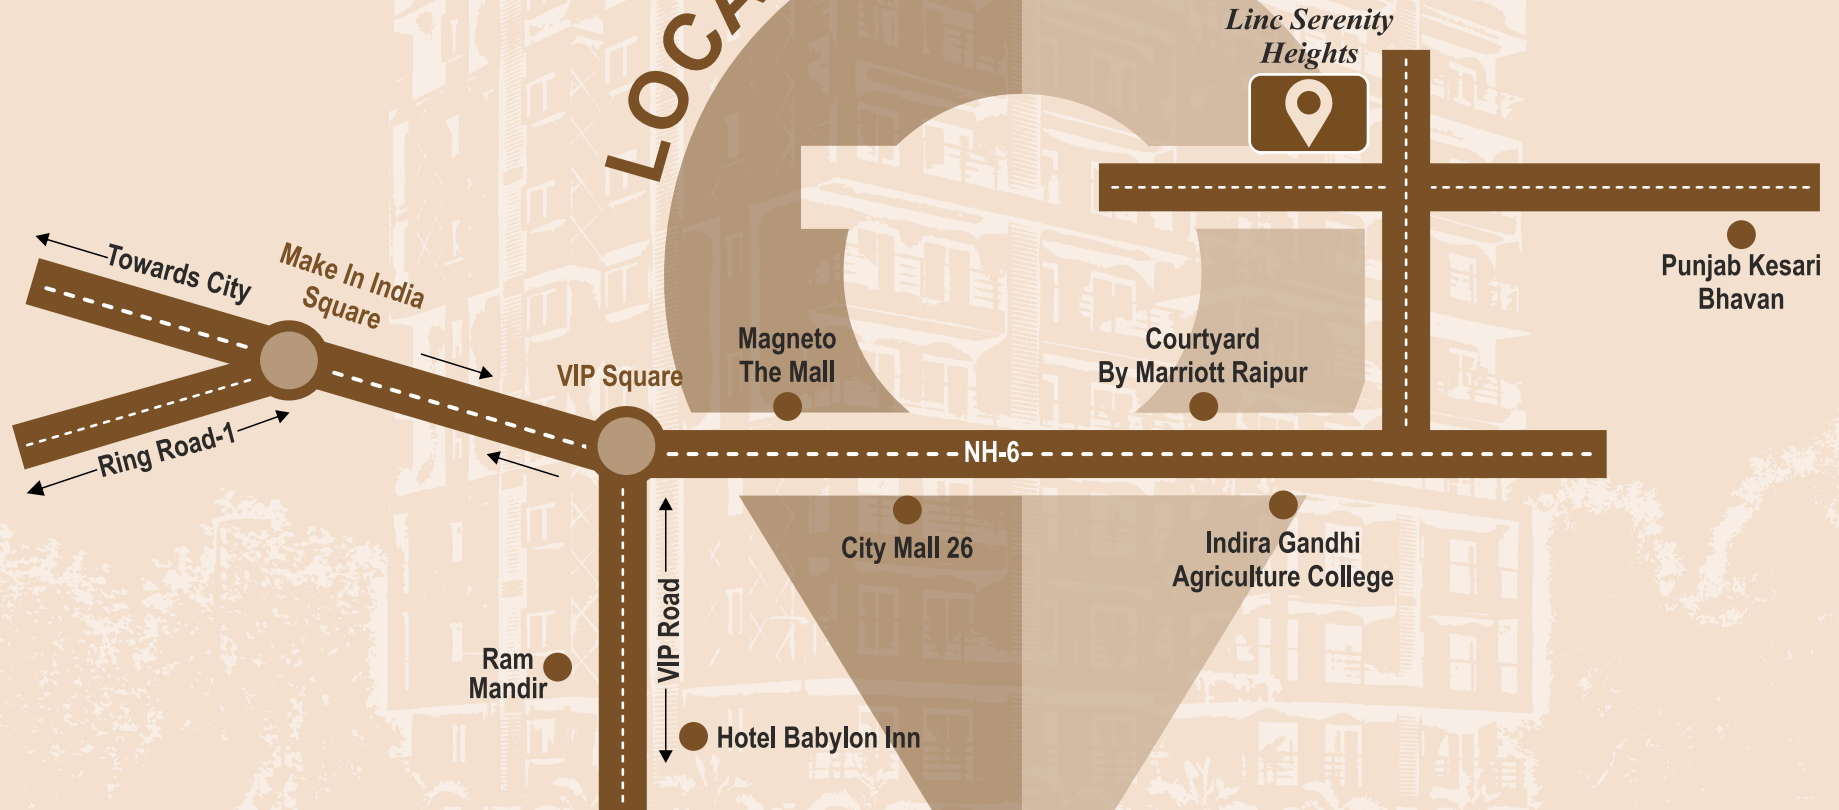 LOCA
Linc Serenity
Heights
Towards City
Make In India
Square
Punjab Kesari
Bhavan
Magneto
The Mall
Courtyard
By Marriott Raipur
VIP Square
Ring Road-1
NH-6
City Mall 26
Indira Gandhi
Agriculture College
VIP Road
Ram
Mandir
Hotel Babylon Inn